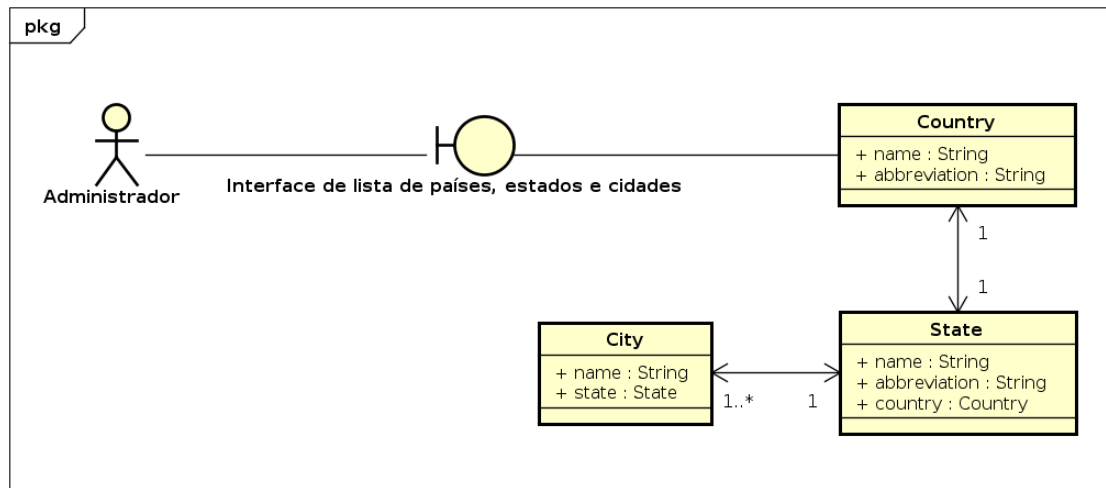 pkg
Administrador
Interface de lista de países, estados e cidades
Country
+ name : String
+ abbreviation : String
1
1
State
+ name : String
+ abbreviation : String
+ country : Country
City
+ name : String
+ state : State
1..*
1